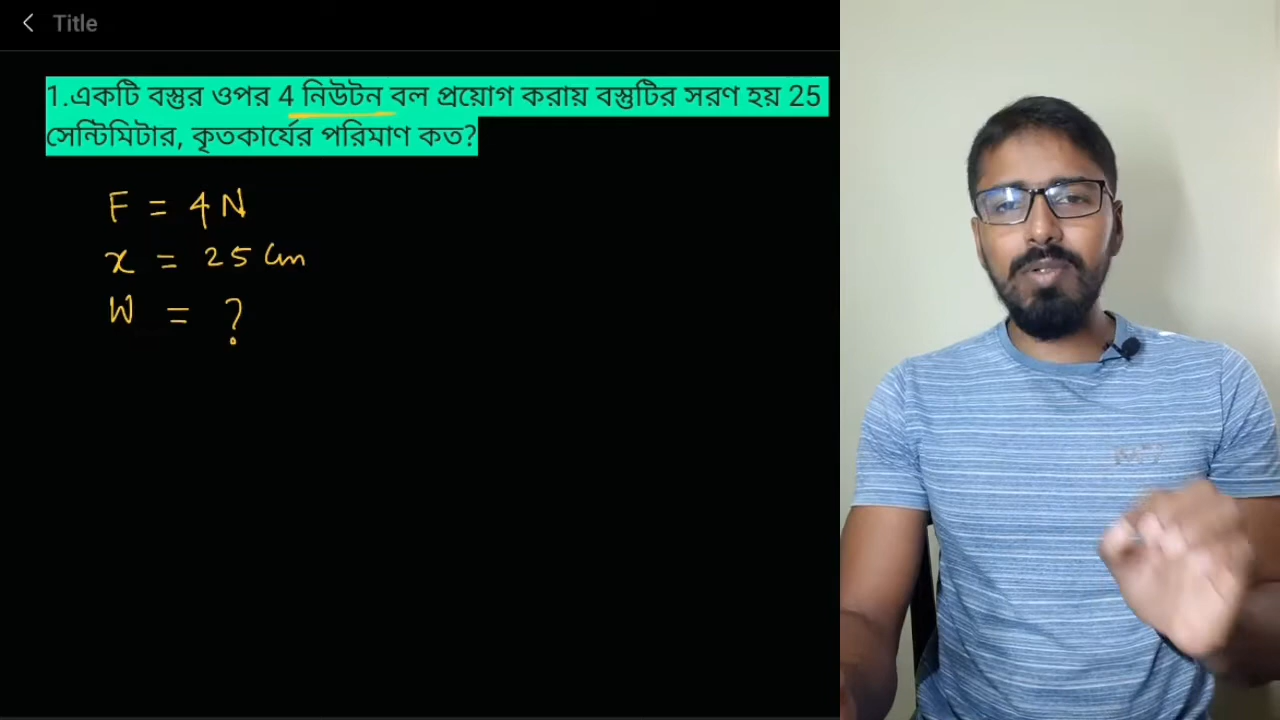 Title
1.একটি বস্তুর ওপর 4 নিউটন বল প্রয়োগ করায় বস্তুটির সরণ হয় 25
সেন্টিমিটার, কৃতকার্যের পরিমাণ কত?
F = 4 N
x = 25 Cm
W = ?